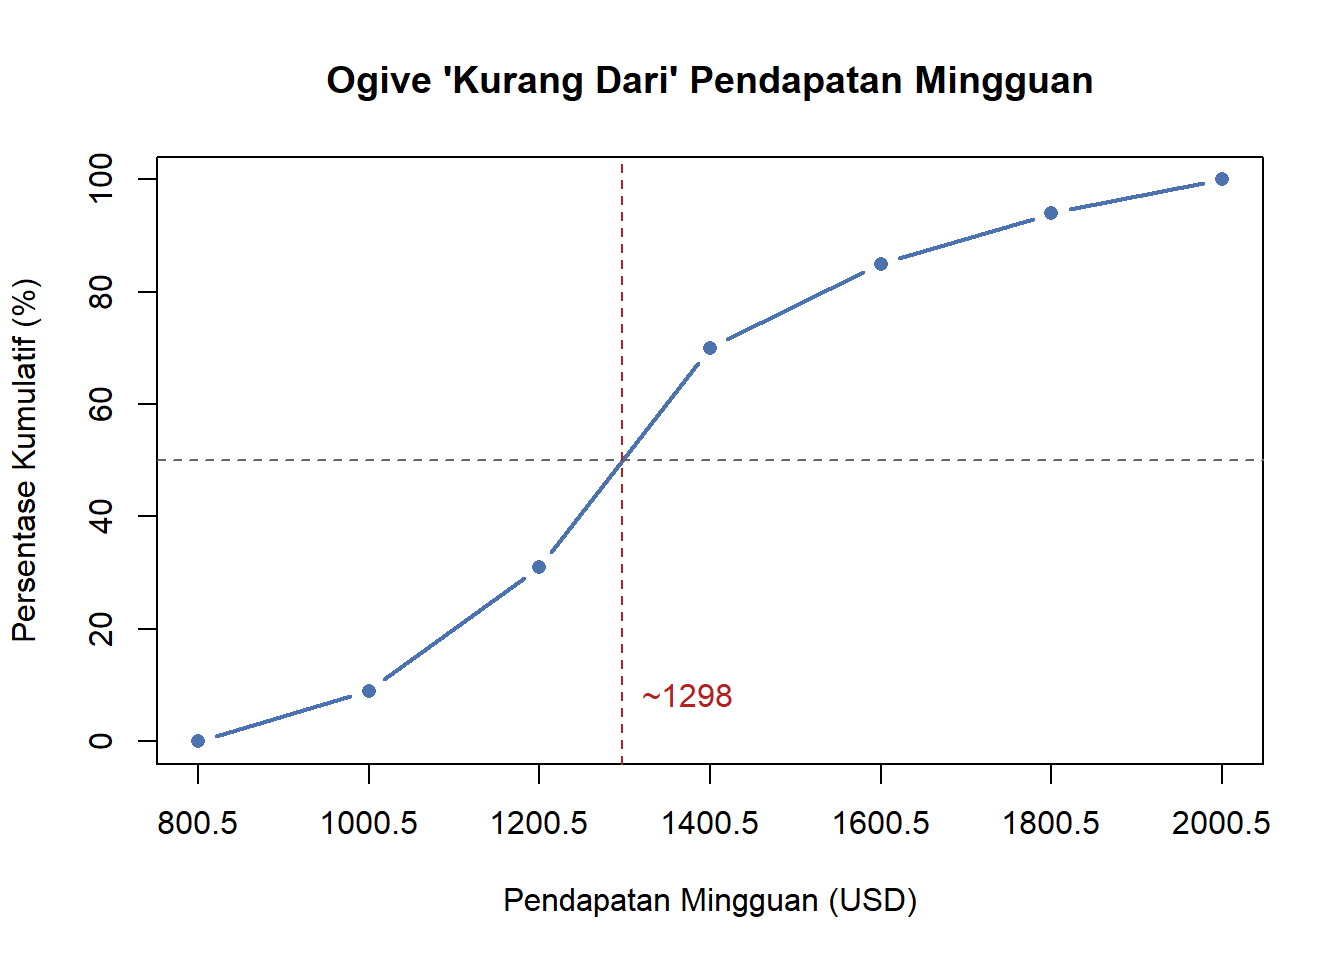 Ogive 'Kurang Dari' Pendapatan Mingguan
Persentase Kumulatif (%)
100
80
60
40
20
0
~1298
800.5 1000.5 1200.5 1400.5 1600.5 1800.5 2000.5
Pendapatan Mingguan (USD)